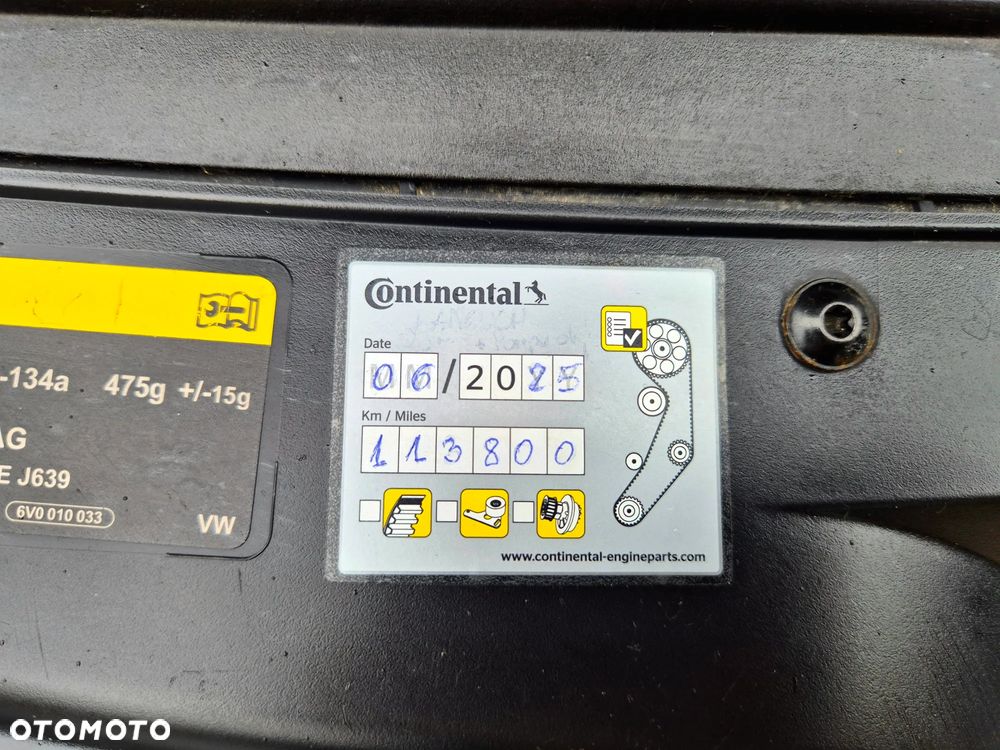 -134a 475g +/-15g
AG
E J639
6V0 010 033
VW
Continental
Date
06/202
Km / Miles
113800
www.continental-engineparts.com
OTOMOTO